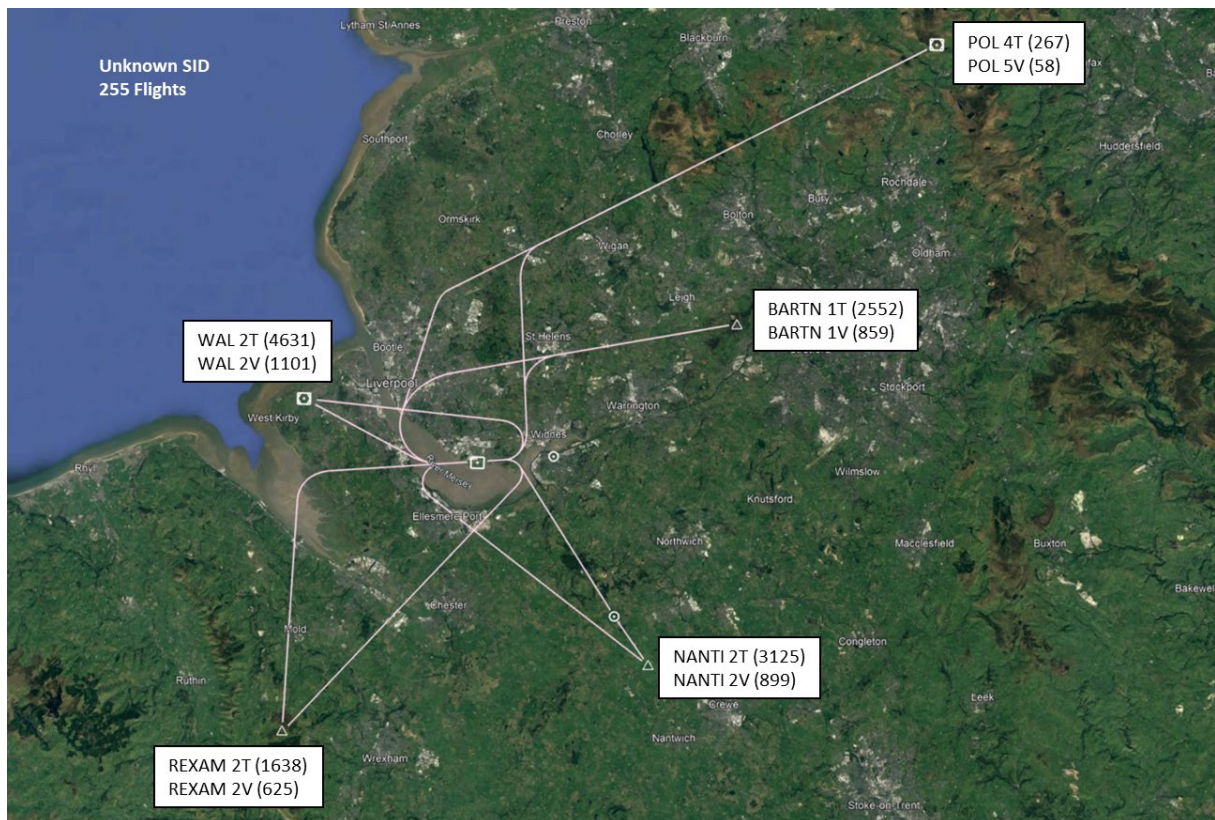 Unknown SID
255 Flights
POL 4T (267)
POL 5V (58)
BARTN 1T (2552)
BARTN 1V (859)
WAL 2T (4631)
WAL 2V (1101)
NANTI 2T (3125)
NANTI 2V (899)
REXAM 2T (1638)
REXAM 2V (625)
Lytham St Annes
Preston
Blackburn
Southport
Chorley
Huddersfield
Rochdale
Bury
Bolton
Ormskirk
Wigan
Oldham
Leigh
St Helens
Bootle
Liverpool
Stockport
West Kirby
Warrington
Widnes
Rhyl
River Mersey
Wilmslow
Knutsford
Ellesmere Port
Northwich
Macclesfield
Buxton
Bakewel
Chester
Mold
Congleton
Ruthin
Leek
Crewe
Nantwich
Wrexham
Stoke-on-Trent